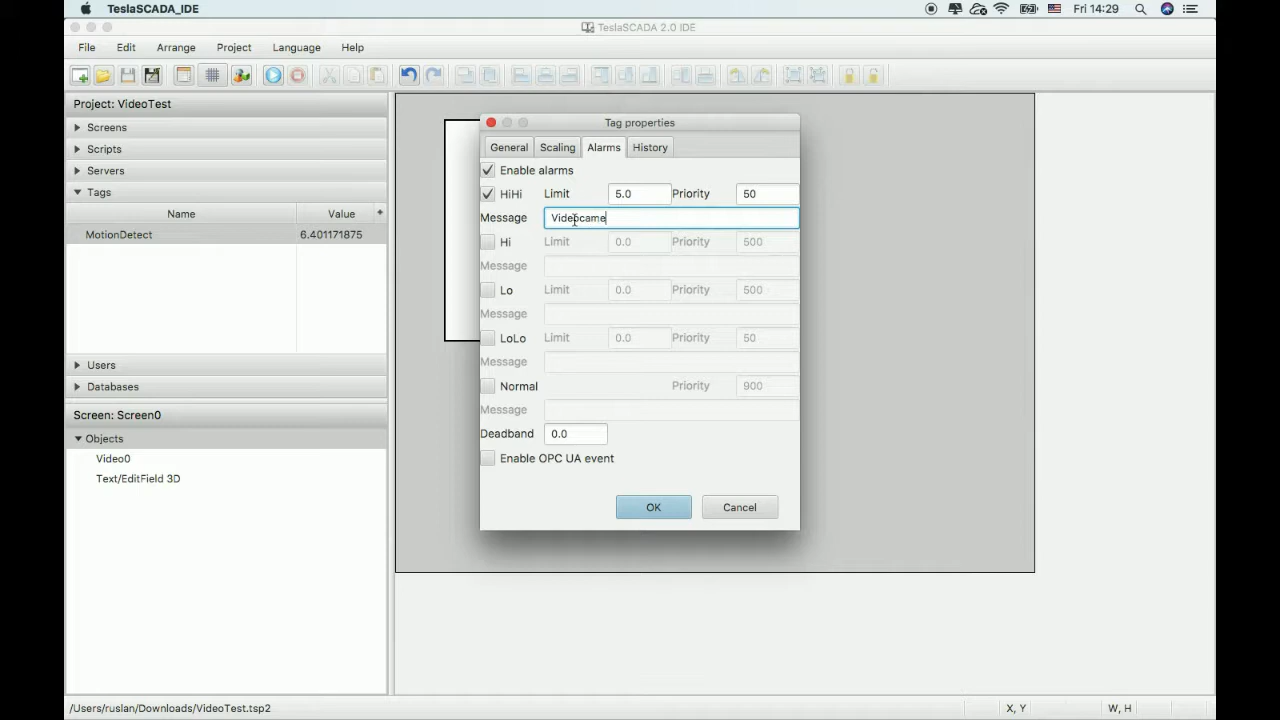 TeslaSCADA_IDE Fri 14:29
TeslaSCADA 2.0 IDE
File Edit Arrange Project Language Help
Project: VideoTest
Screens
Scripts
Servers
Tags
Name Value +
MotionDetect 6.401171875
Users
Databases
Screen: Screen0
Objects
Video0
Text/EditField 3D
Tag properties
General Scaling Alarms History
Enable alarms
HiHi Limit 5.0 Priority 50
Message Videocame
Hi Limit 0.0 Priority 500
Message
Lo Limit 0.0 Priority 500
Message
LoLo Limit 0.0 Priority 50
Message
Normal Priority 900
Message
Deadband 0.0
Enable OPC UA event
OK Cancel
/Users/ruslan/Downloads/VideoTest.tsp2 X, Y W, H